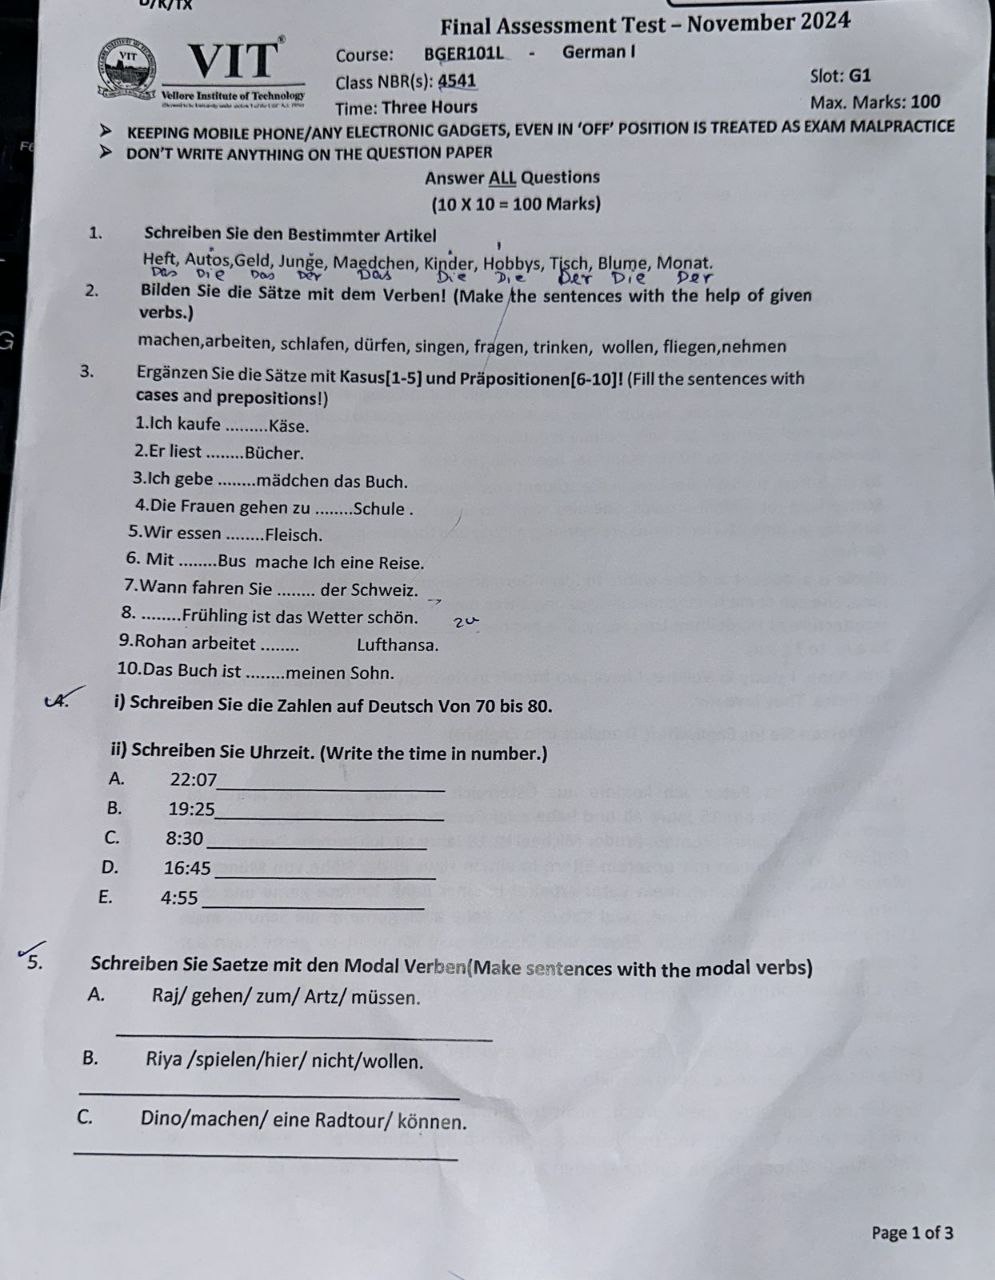 D/K/TX
Final Assessment Test – November 2024
VIT®
VIT
Vellore Institute of Technology
Course: BGER101L - German I
Class NBR(s): 4541
Slot: G1
Time: Three Hours
Max. Marks: 100
➤ KEEPING MOBILE PHONE/ANY ELECTRONIC GADGETS, EVEN IN ‘OFF’ POSITION IS TREATED AS EXAM MALPRACTICE
➤ DON’T WRITE ANYTHING ON THE QUESTION PAPER
Answer ALL Questions
(10 X 10 = 100 Marks)
1. Schreiben Sie den Bestimmter Artikel
Heft, Autos,Geld, Junge, Maedchen, Kinder, Hobbys, Tisch, Blume, Monat.
Das Die Das Der Das Die Die Der Die Der
2. Bilden Sie die Sätze mit dem Verben! (Make the sentences with the help of given
verbs.)
machen,arbeiten, schlafen, dürfen, singen, fragen, trinken, wollen, fliegen,nehmen
3. Ergänzen Sie die Sätze mit Kasus[1-5] und Präpositionen[6-10]! (Fill the sentences with
cases and prepositions!)
1.Ich kaufe .........Käse.
2.Er liest ........Bücher.
3.Ich gebe ........mädchen das Buch.
4.Die Frauen gehen zu ........Schule .
5.Wir essen ........Fleisch.
6. Mit ........Bus mache Ich eine Reise.
7.Wann fahren Sie ........ der Schweiz.
8. ........Frühling ist das Wetter schön. zu
9.Rohan arbeitet ........ Lufthansa.
10.Das Buch ist ........meinen Sohn.
4. i) Schreiben Sie die Zahlen auf Deutsch Von 70 bis 80.
ii) Schreiben Sie Uhrzeit. (Write the time in number.)
A. 22:07
B. 19:25
C. 8:30
D. 16:45
E. 4:55
5. Schreiben Sie Saetze mit den Modal Verben(Make sentences with the modal verbs)
A. Raj/ gehen/ zum/ Artz/ müssen.
B. Riya /spielen/hier/ nicht/wollen.
C. Dino/machen/ eine Radtour/ können.
Page 1 of 3